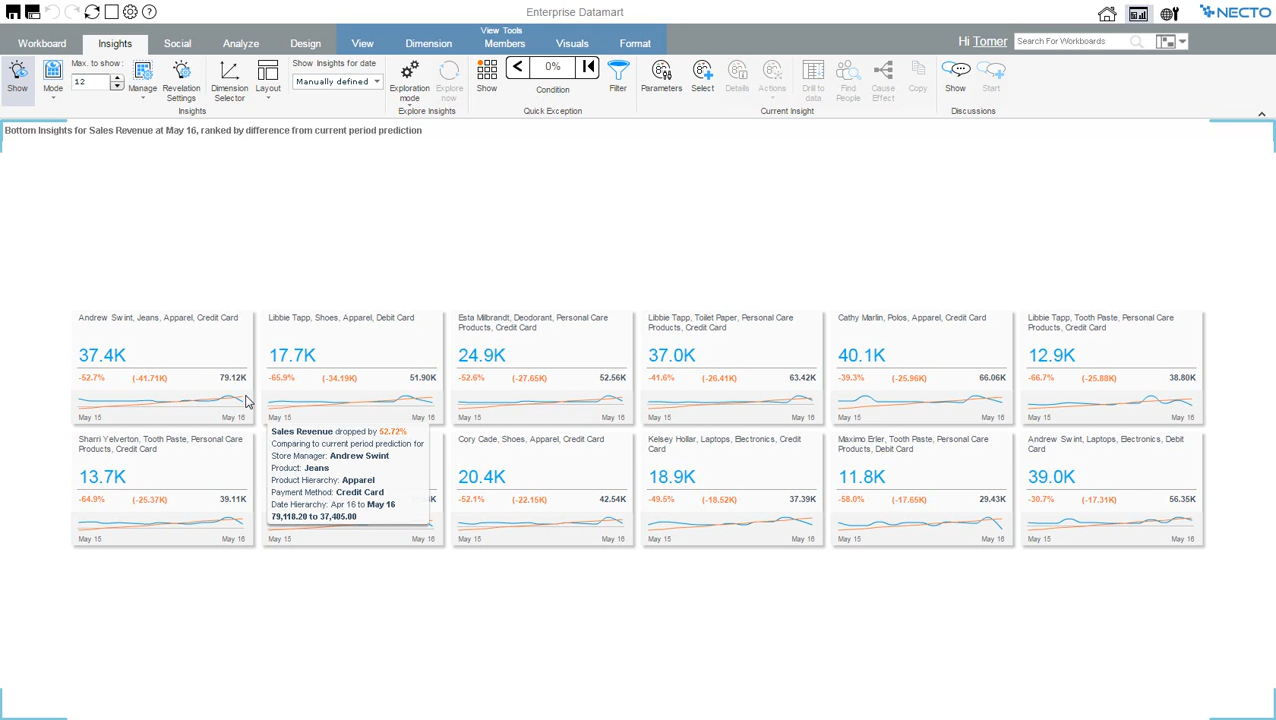 Enterprise Datamart
NECTO
Workboard Insights Social Analyze Design View Dimension View Tools Members Visuals Format
Hi Tomer Search For Workboards
Show
Mode
Max. to show:
12
Manage
Revelation Settings
Dimension Selector
Layout
Show Insights for date
Manually defined
Insights
Exploration mode
Explore now
Explore Insights
Show
0%
Condition
Filter
Quick Exception
Parameters
Select
Details
Actions
Drill to data
Find People
Cause Effect
Copy
Current Insight
Show
Start
Discussions
Bottom Insights for Sales Revenue at May 16, ranked by difference from current period prediction
Andrew Swint, Jeans, Apparel, Credit Card
37.4K
-52.7% (-41.71K) 79.12K
May 15 May 16
Libbie Tapp, Shoes, Apparel, Debit Card
17.7K
-65.9% (-34.19K) 51.90K
May 15 May 16
Esta Milbrandt, Deodorant, Personal Care
Products, Credit Card
24.9K
-52.6% (-27.65K) 52.56K
May 15 May 16
Libbie Tapp, Toilet Paper, Personal Care
Products, Credit Card
37.0K
-41.6% (-26.41K) 63.42K
May 15 May 16
Cathy Marlin, Polos, Apparel, Credit Card
40.1K
-39.3% (-25.96K) 66.06K
May 15 May 16
Libbie Tapp, Tooth Paste, Personal Care
Products, Credit Card
12.9K
-66.7% (-25.88K) 38.80K
May 15 May 16
Sharri Yelverton, Tooth Paste, Personal Care
Products, Credit Card
13.7K
-64.9% (-25.37K) 39.11K
May 15 May 16
Sales Revenue dropped by 52.72%
Comparing to current period prediction for
Store Manager: Andrew Swint
Product: Jeans
Product Hierarchy: Apparel
Payment Method: Credit Card
Date Hierarchy: Apr 16 to May 16
79,118.20 to 37,405.00
May 15 May 16
Cory Cade, Shoes, Apparel, Credit Card
20.4K
-52.1% (-22.15K) 42.54K
May 15 May 16
Kelsey Hollar, Laptops, Electronics, Credit
Card
18.9K
-49.5% (-18.52K) 37.39K
May 15 May 16
Maximo Erler, Tooth Paste, Personal Care
Products, Debit Card
11.8K
-58.0% (-17.65K) 29.43K
May 15 May 16
Andrew Swint, Laptops, Electronics, Debit
Card
39.0K
-30.7% (-17.31K) 56.35K
May 15 May 16